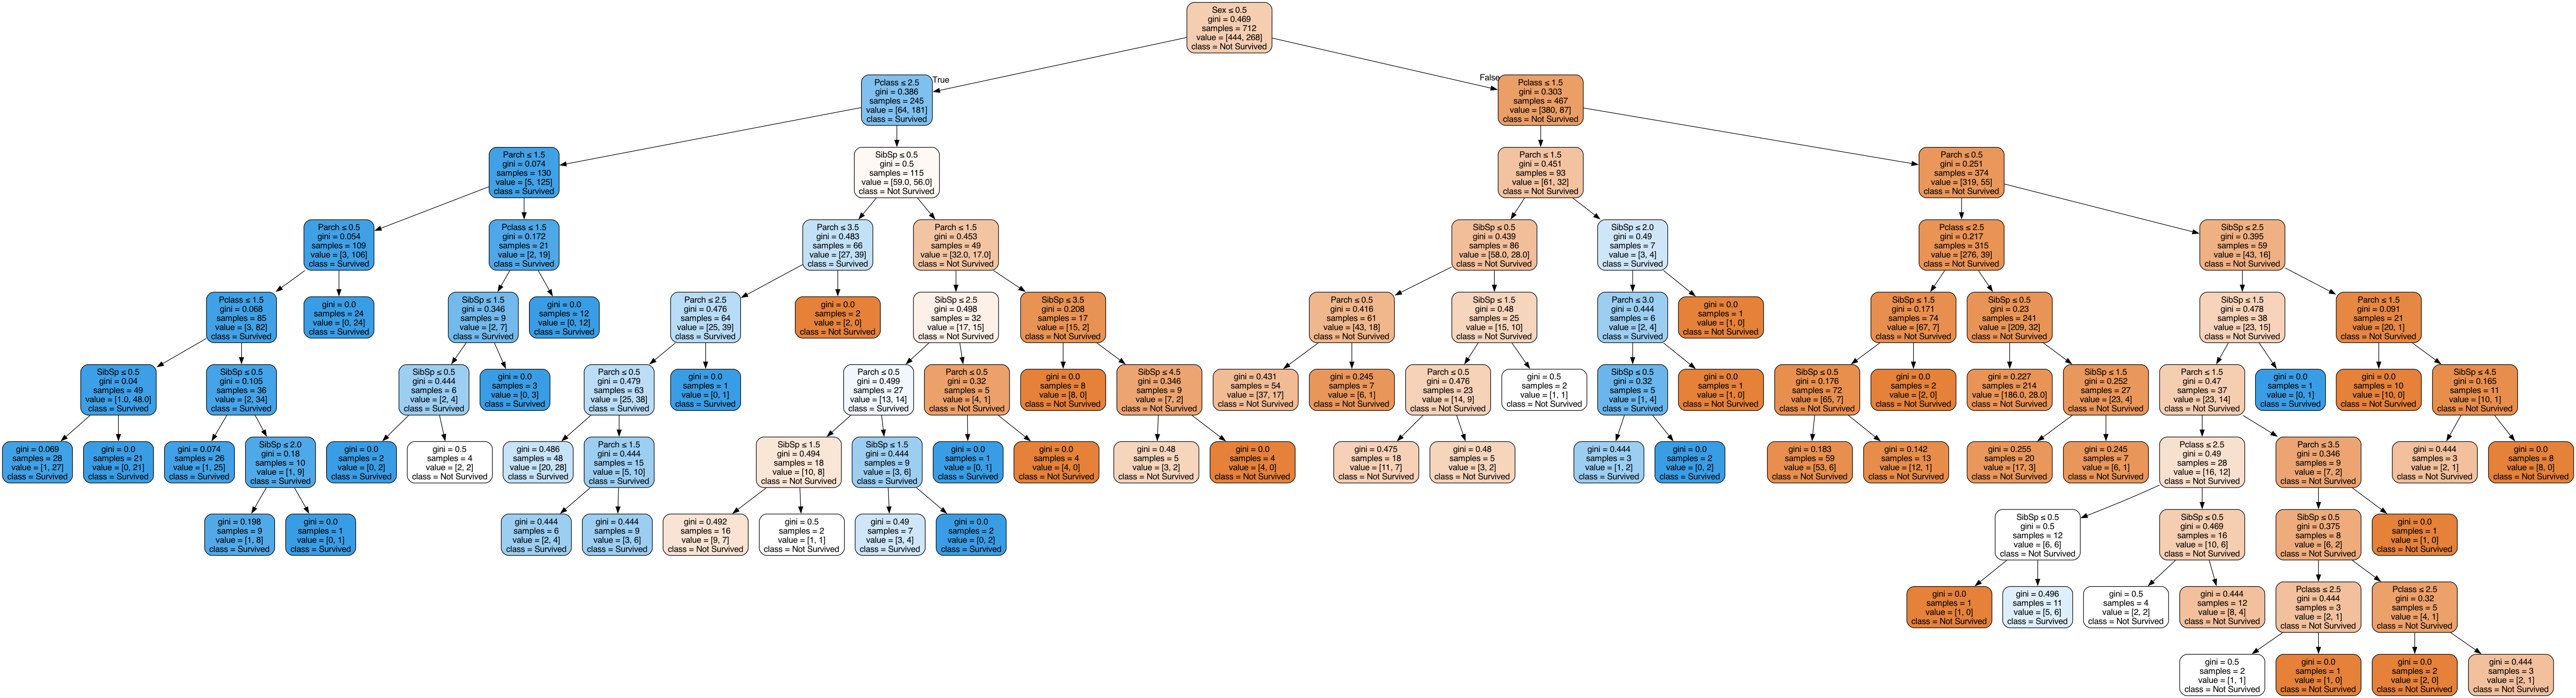 Sex ≤ 0.5
gini = 0.469
samples = 712
value = [444, 268]
class = Not Survived
True
False
Pclass ≤ 2.5
gini = 0.386
samples = 245
value = [64, 181]
class = Survived
Pclass ≤ 1.5
gini = 0.303
samples = 467
value = [380, 87]
class = Not Survived
Parch ≤ 1.5
gini = 0.074
samples = 130
value = [5, 125]
class = Survived
SibSp ≤ 0.5
gini = 0.5
samples = 115
value = [59.0, 56.0]
class = Not Survived
Parch ≤ 1.5
gini = 0.451
samples = 93
value = [61, 32]
class = Not Survived
Parch ≤ 0.5
gini = 0.251
samples = 374
value = [319, 55]
class = Not Survived
Parch ≤ 0.5
gini = 0.054
samples = 109
value = [3, 106]
class = Survived
Pclass ≤ 1.5
gini = 0.172
samples = 21
value = [2, 19]
class = Survived
Parch ≤ 3.5
gini = 0.483
samples = 66
value = [27, 39]
class = Survived
Parch ≤ 1.5
gini = 0.453
samples = 49
value = [32.0, 17.0]
class = Not Survived
SibSp ≤ 0.5
gini = 0.439
samples = 86
value = [58.0, 28.0]
class = Not Survived
SibSp ≤ 2.0
gini = 0.49
samples = 7
value = [3, 4]
class = Survived
Pclass ≤ 2.5
gini = 0.217
samples = 315
value = [276, 39]
class = Not Survived
SibSp ≤ 2.5
gini = 0.395
samples = 59
value = [43, 16]
class = Not Survived
Pclass ≤ 1.5
gini = 0.068
samples = 85
value = [3, 82]
class = Survived
gini = 0.0
samples = 24
value = [0, 24]
class = Survived
SibSp ≤ 1.5
gini = 0.346
samples = 9
value = [2, 7]
class = Survived
gini = 0.0
samples = 12
value = [0, 12]
class = Survived
Parch ≤ 2.5
gini = 0.476
samples = 64
value = [25, 39]
class = Survived
gini = 0.0
samples = 2
value = [2, 0]
class = Not Survived
SibSp ≤ 2.5
gini = 0.498
samples = 32
value = [17, 15]
class = Not Survived
SibSp ≤ 3.5
gini = 0.208
samples = 17
value = [15, 2]
class = Not Survived
Parch ≤ 0.5
gini = 0.416
samples = 61
value = [43, 18]
class = Not Survived
SibSp ≤ 1.5
gini = 0.48
samples = 25
value = [15, 10]
class = Not Survived
Parch ≤ 3.0
gini = 0.444
samples = 6
value = [2, 4]
class = Survived
gini = 0.0
samples = 1
value = [1, 0]
class = Not Survived
SibSp ≤ 1.5
gini = 0.171
samples = 74
value = [67, 7]
class = Not Survived
SibSp ≤ 0.5
gini = 0.23
samples = 241
value = [209, 32]
class = Not Survived
SibSp ≤ 1.5
gini = 0.478
samples = 38
value = [23, 15]
class = Not Survived
Parch ≤ 1.5
gini = 0.091
samples = 21
value = [20, 1]
class = Not Survived
SibSp ≤ 0.5
gini = 0.04
samples = 49
value = [1.0, 48.0]
class = Survived
SibSp ≤ 0.5
gini = 0.105
samples = 36
value = [2, 34]
class = Survived
SibSp ≤ 0.5
gini = 0.444
samples = 6
value = [2, 4]
class = Survived
gini = 0.0
samples = 3
value = [0, 3]
class = Survived
Parch ≤ 0.5
gini = 0.479
samples = 63
value = [25, 38]
class = Survived
gini = 0.0
samples = 1
value = [0, 1]
class = Survived
Parch ≤ 0.5
gini = 0.499
samples = 27
value = [13, 14]
class = Survived
Parch ≤ 0.5
gini = 0.32
samples = 5
value = [4, 1]
class = Not Survived
gini = 0.0
samples = 8
value = [8, 0]
class = Not Survived
SibSp ≤ 4.5
gini = 0.346
samples = 9
value = [7, 2]
class = Not Survived
gini = 0.431
samples = 54
value = [37, 17]
class = Not Survived
gini = 0.245
samples = 7
value = [6, 1]
class = Not Survived
Parch ≤ 0.5
gini = 0.476
samples = 23
value = [14, 9]
class = Not Survived
gini = 0.5
samples = 2
value = [1, 1]
class = Not Survived
SibSp ≤ 0.5
gini = 0.32
samples = 5
value = [1, 4]
class = Survived
gini = 0.0
samples = 1
value = [1, 0]
class = Not Survived
SibSp ≤ 0.5
gini = 0.176
samples = 72
value = [65, 7]
class = Not Survived
gini = 0.0
samples = 2
value = [2, 0]
class = Not Survived
gini = 0.227
samples = 214
value = [186.0, 28.0]
class = Not Survived
SibSp ≤ 1.5
gini = 0.252
samples = 27
value = [23, 4]
class = Not Survived
Parch ≤ 1.5
gini = 0.47
samples = 37
value = [23, 14]
class = Not Survived
gini = 0.0
samples = 1
value = [0, 1]
class = Survived
gini = 0.0
samples = 10
value = [10, 0]
class = Not Survived
SibSp ≤ 4.5
gini = 0.165
samples = 11
value = [10, 1]
class = Not Survived
gini = 0.069
samples = 28
value = [1, 27]
class = Survived
gini = 0.0
samples = 21
value = [0, 21]
class = Survived
gini = 0.074
samples = 26
value = [1, 25]
class = Survived
SibSp ≤ 2.0
gini = 0.18
samples = 10
value = [1, 9]
class = Survived
gini = 0.0
samples = 2
value = [0, 2]
class = Survived
gini = 0.5
samples = 4
value = [2, 2]
class = Not Survived
gini = 0.486
samples = 48
value = [20, 28]
class = Survived
Parch ≤ 1.5
gini = 0.444
samples = 15
value = [5, 10]
class = Survived
SibSp ≤ 1.5
gini = 0.494
samples = 18
value = [10, 8]
class = Not Survived
SibSp ≤ 1.5
gini = 0.444
samples = 9
value = [3, 6]
class = Survived
gini = 0.0
samples = 1
value = [0, 1]
class = Survived
gini = 0.0
samples = 4
value = [4, 0]
class = Not Survived
gini = 0.48
samples = 5
value = [3, 2]
class = Not Survived
gini = 0.0
samples = 4
value = [4, 0]
class = Not Survived
gini = 0.475
samples = 18
value = [11, 7]
class = Not Survived
gini = 0.48
samples = 5
value = [3, 2]
class = Not Survived
gini = 0.444
samples = 3
value = [1, 2]
class = Survived
gini = 0.0
samples = 2
value = [0, 2]
class = Survived
gini = 0.183
samples = 59
value = [53, 6]
class = Not Survived
gini = 0.142
samples = 13
value = [12, 1]
class = Not Survived
gini = 0.255
samples = 20
value = [17, 3]
class = Not Survived
gini = 0.245
samples = 7
value = [6, 1]
class = Not Survived
Pclass ≤ 2.5
gini = 0.49
samples = 28
value = [16, 12]
class = Not Survived
Parch ≤ 3.5
gini = 0.346
samples = 9
value = [7, 2]
class = Not Survived
gini = 0.444
samples = 3
value = [2, 1]
class = Not Survived
gini = 0.0
samples = 8
value = [8, 0]
class = Not Survived
gini = 0.198
samples = 9
value = [1, 8]
class = Survived
gini = 0.0
samples = 1
value = [0, 1]
class = Survived
gini = 0.444
samples = 6
value = [2, 4]
class = Survived
gini = 0.444
samples = 9
value = [3, 6]
class = Survived
gini = 0.492
samples = 16
value = [9, 7]
class = Not Survived
gini = 0.5
samples = 2
value = [1, 1]
class = Not Survived
gini = 0.49
samples = 7
value = [3, 4]
class = Survived
gini = 0.0
samples = 2
value = [0, 2]
class = Survived
SibSp ≤ 0.5
gini = 0.5
samples = 12
value = [6, 6]
class = Not Survived
SibSp ≤ 0.5
gini = 0.469
samples = 16
value = [10, 6]
class = Not Survived
SibSp ≤ 0.5
gini = 0.375
samples = 8
value = [6, 2]
class = Not Survived
gini = 0.0
samples = 1
value = [1, 0]
class = Not Survived
gini = 0.0
samples = 1
value = [1, 0]
class = Not Survived
gini = 0.496
samples = 11
value = [5, 6]
class = Survived
gini = 0.5
samples = 4
value = [2, 2]
class = Not Survived
gini = 0.444
samples = 12
value = [8, 4]
class = Not Survived
Pclass ≤ 2.5
gini = 0.444
samples = 3
value = [2, 1]
class = Not Survived
Pclass ≤ 2.5
gini = 0.32
samples = 5
value = [4, 1]
class = Not Survived
gini = 0.5
samples = 2
value = [1, 1]
class = Not Survived
gini = 0.0
samples = 1
value = [1, 0]
class = Not Survived
gini = 0.0
samples = 2
value = [2, 0]
class = Not Survived
gini = 0.444
samples = 3
value = [2, 1]
class = Not Survived